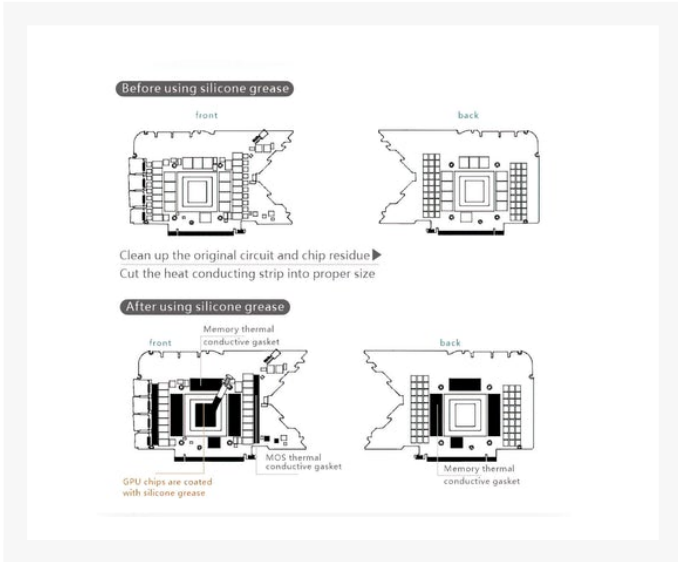 Before using silicone grease
front
back
Clean up the original circuit and chip residue
Cut the heat conducting strip into proper size
After using silicone grease
Memory thermal
conductive gasket
front
back
MOS thermal
conductive gasket
Memory thermal
conductive gasket
GPU chips are coated
with silicone grease